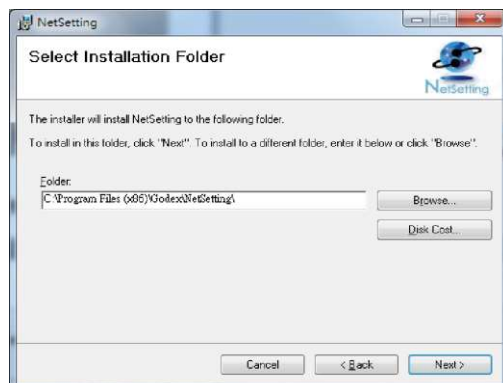 NetSetting
Select Installation Folder
NetSetting
The installer will install NetSetting to the following folder.
To install in this folder, click "Next". To install to a different folder, enter it below or click "Browse".
Folder:
C:\Program Files (x86)\Godex\NetSetting\
Browse...
Disk Cost...
Cancel
< Back
Next >